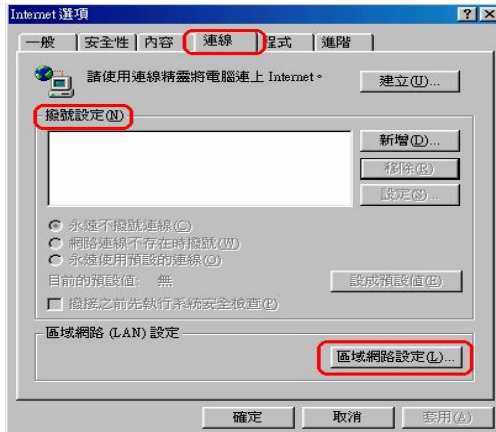 Internet 選項
一般 安全性 內容 連線 程式 進階
請使用連線精靈將電腦連上 Internet。
建立(U)...
撥號設定(N)
新增(D)...
移除(R)
設定(S)...
永遠不撥號連線(C)
網路連線不存在時撥號(W)
永遠使用預設的連線(O)
目前的預設值: 無
設成預設值(E)
撥接之前先執行系統安全檢查(P)
區域網路 (LAN) 設定
區域網路設定(L)...
確定 取消 套用(A)